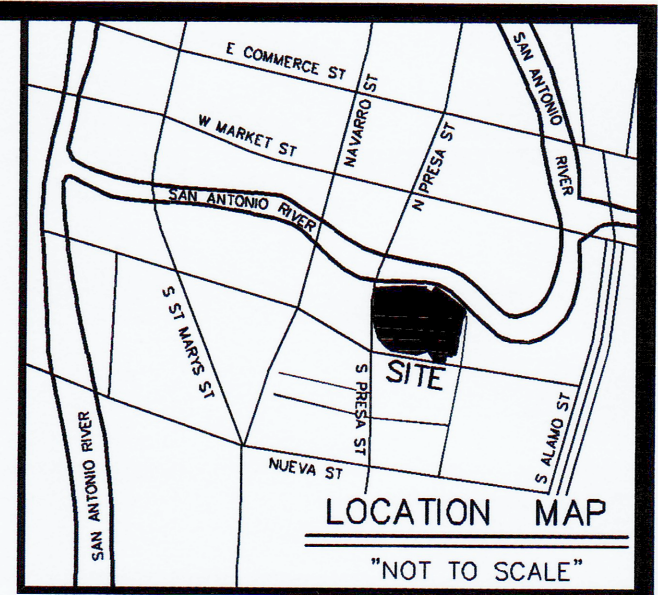 E COMMERCE ST
SAN ANTONIO RIVER
NAVARRO ST
W MARKET ST
N PRESA ST
SAN ANTONIO RIVER
S ST MARYS ST
SITE
S PRESA ST
S ALAMO ST
SAN ANTONIO RIVER
NUEVA ST
LOCATION MAP
"NOT TO SCALE"